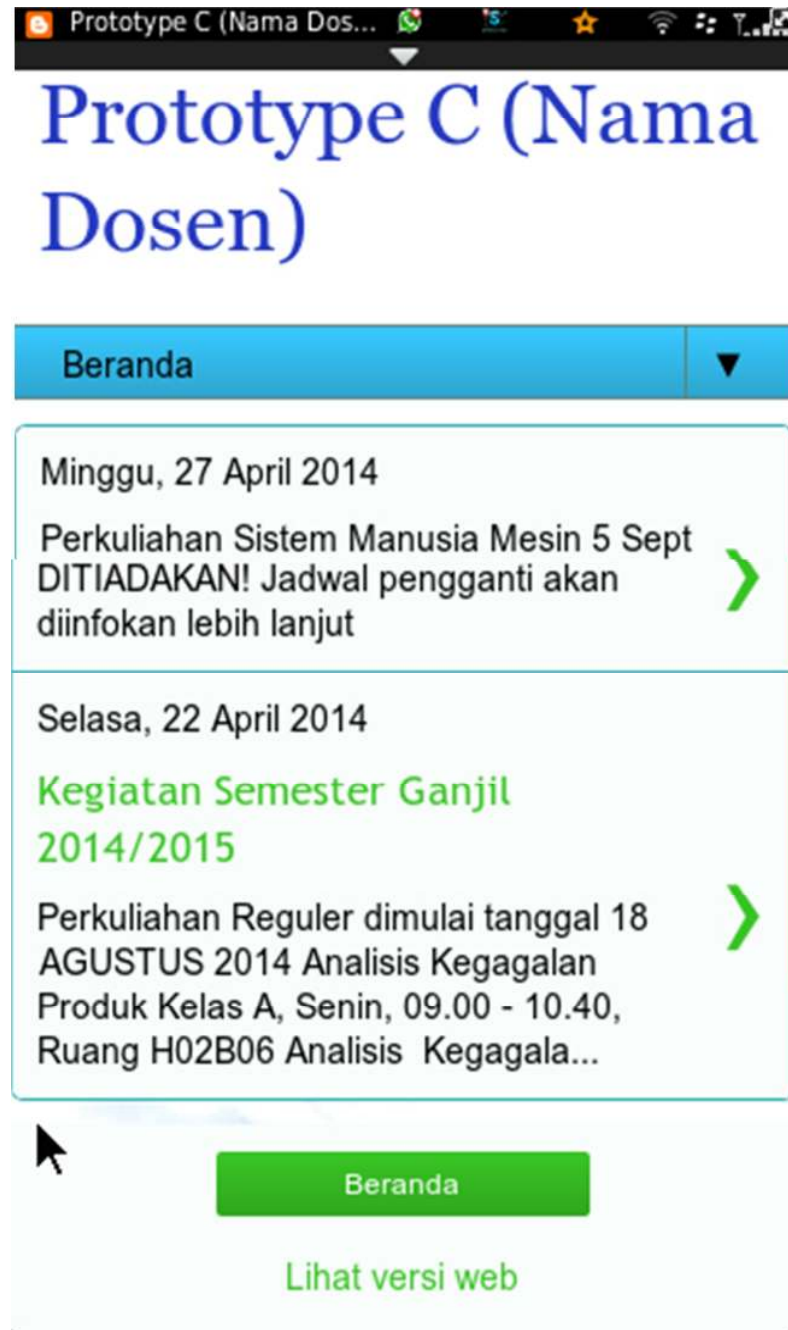 Prototype C (Nama Dos...
Prototype C (Nama
Dosen)
Beranda
Minggu, 27 April 2014
Perkuliahan Sistem Manusia Mesin 5 Sept
DITIADAKAN! Jadwal pengganti akan
diinfokan lebih lanjut
Selasa, 22 April 2014
Kegiatan Semester Ganjil
2014/2015
Perkuliahan Reguler dimulai tanggal 18
AGUSTUS 2014 Analisis Kegagalan
Produk Kelas A, Senin, 09.00 - 10.40,
Ruang H02B06 Analisis  Kegagala...
Beranda
Lihat versi web